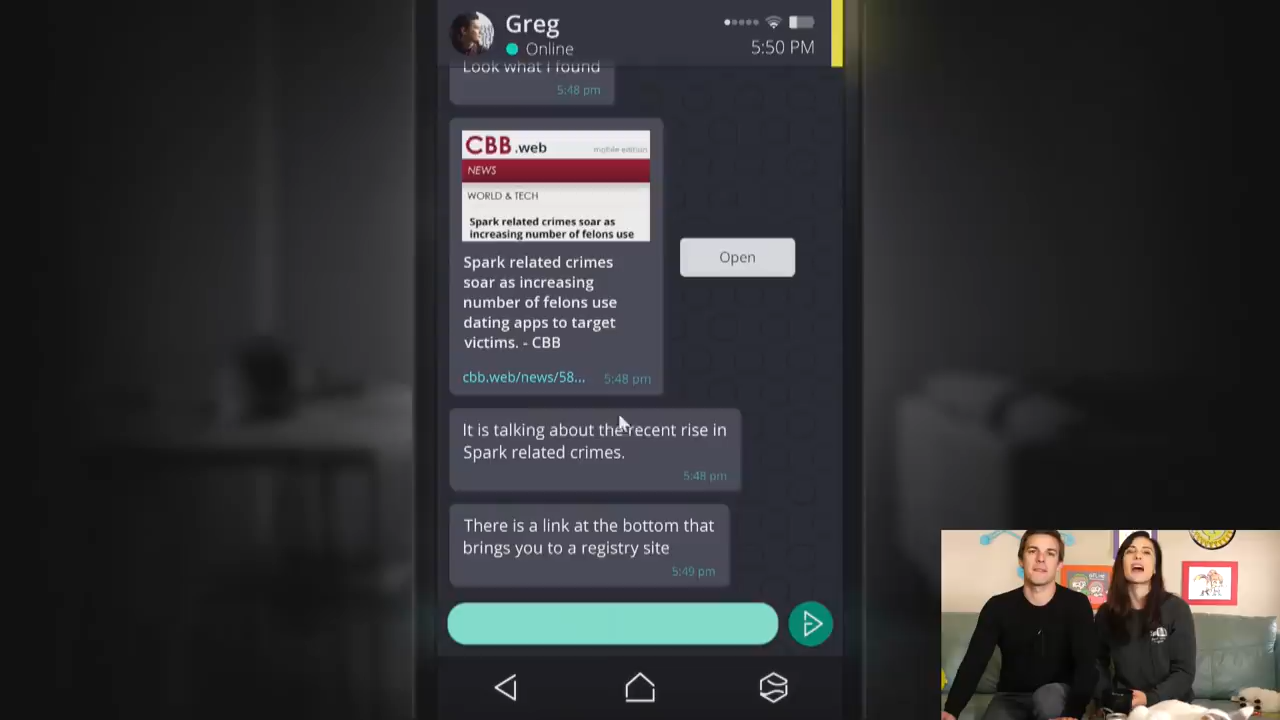 Greg
Online
5:50 PM
Look what I found
5:48 pm
CBB .web
mobile edition
NEWS
WORLD & TECH
Spark related crimes soar as
increasing number of felons use
Spark related crimes
soar as increasing
number of felons use
dating apps to target
victims. - CBB
cbb.web/news/58...
5:48 pm
Open
It is talking about the recent rise in
Spark related crimes.
5:48 pm
There is a link at the bottom that
brings you to a registry site
5:49 pm